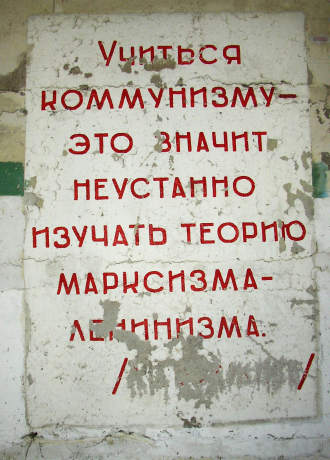 Учиться
коммунизму—
это значит
неустанно
изучать теорию
марксизма-
ленинизма.
/ /